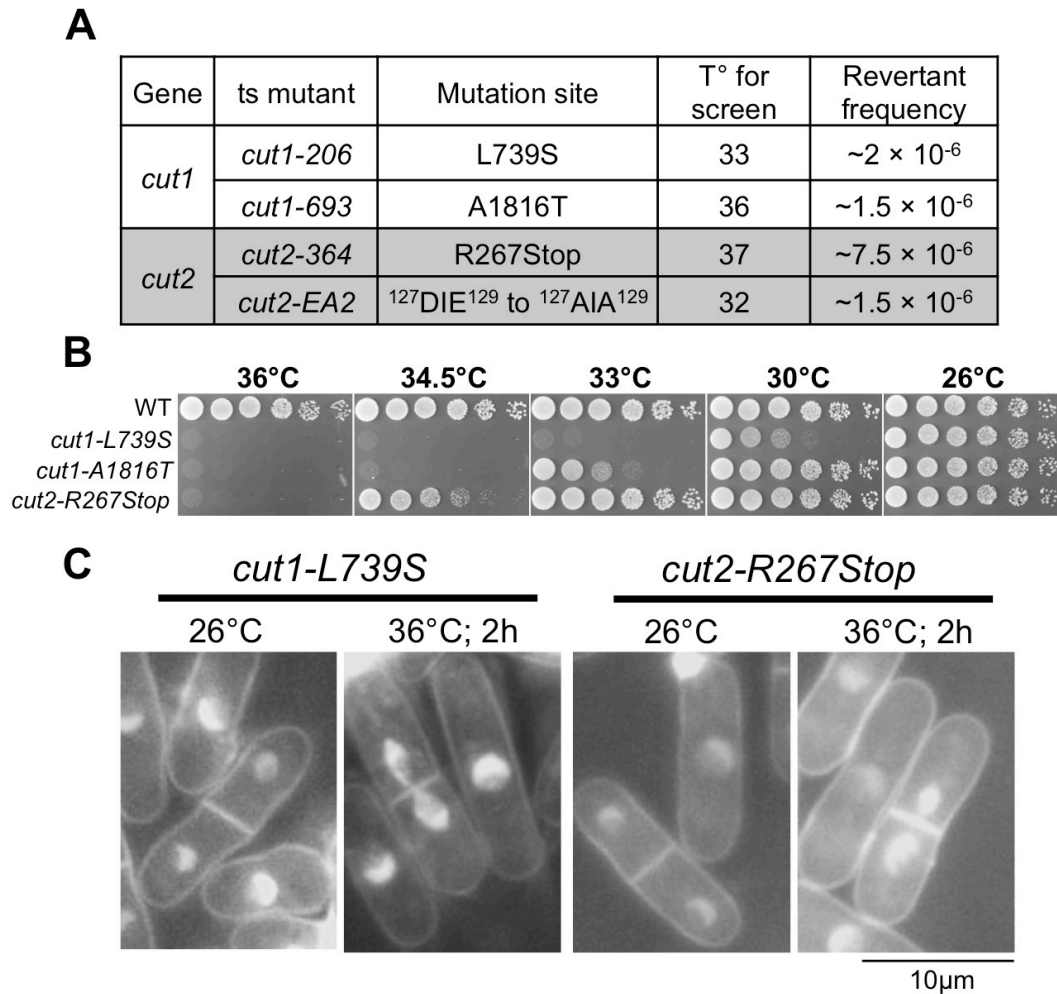 A
Gene ts mutant Mutation site T° for screen Revertant frequency
cut1 cut1-206 L739S 33 ~2 × 10⁻⁶
cut1-693 A1816T 36 ~1.5 × 10⁻⁶
cut2 cut2-364 R267Stop 37 ~7.5 × 10⁻⁶
cut2-EA2 ¹²⁷DIE¹²⁹ to ¹²⁷AIA¹²⁹ 32 ~1.5 × 10⁻⁶
B
36°C 34.5°C 33°C 30°C 26°C
WT
cut1-L739S
cut1-A1816T
cut2-R267Stop
C
cut1-L739S cut2-R267Stop
26°C 36°C; 2h 26°C 36°C; 2h
10μm